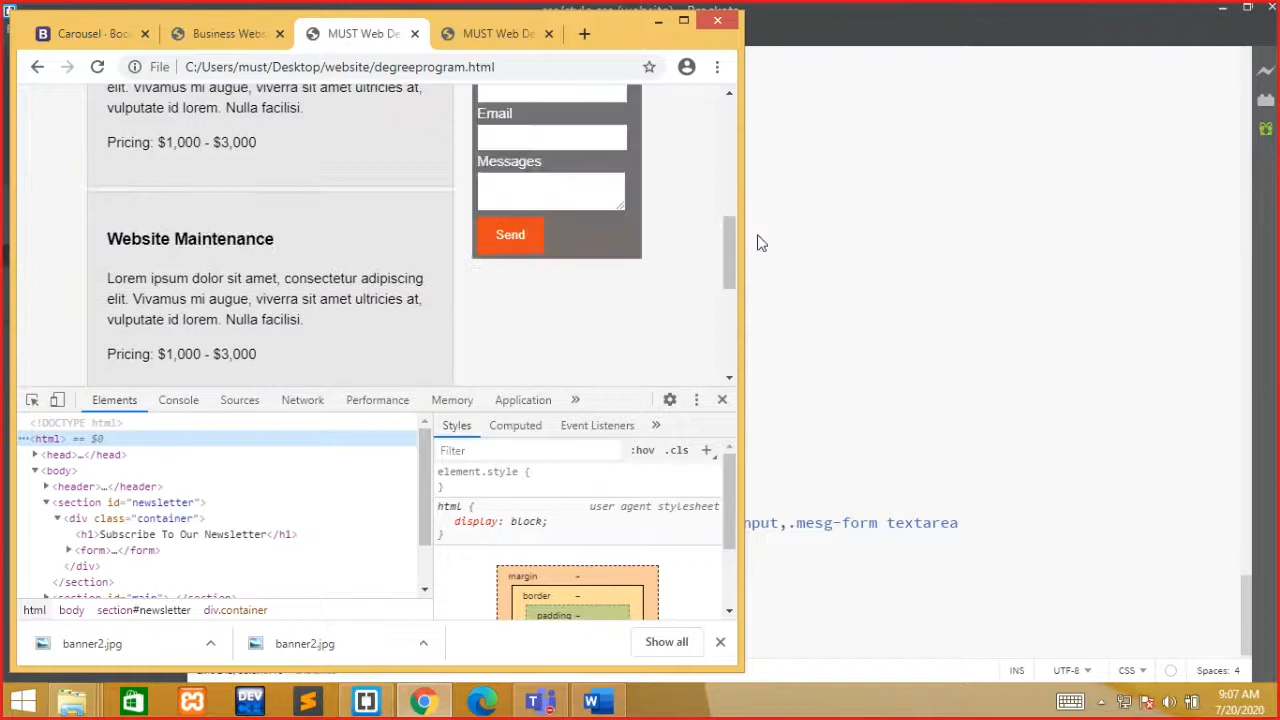 Carousel · Boo
Business Webs
MUST Web De
MUST Web De
File
C:/Users/must/Desktop/website/degreeprogram.html
elit. Vivamus mi augue, viverra sit amet ultricies at,
vulputate id lorem. Nulla facilisi.
Pricing: $1,000 - $3,000
Website Maintenance
Lorem ipsum dolor sit amet, consectetur adipiscing
elit. Vivamus mi augue, viverra sit amet ultricies at,
vulputate id lorem. Nulla facilisi.
Pricing: $1,000 - $3,000
Email
Messages
Send
Elements
Console
Sources
Network
Performance
Memory
Application
»
<!DOCTYPE html>
<html> == $0
<head>…</head>
<body>
<header>…</header>
<section id="newsletter">
<div class="container">
<h1>Subscribe To Our Newsletter</h1>
<form>…</form>
</div>
</section>
html
body
section#newsletter
div.container
Styles
Computed
Event Listeners
»
Filter
:hov
.cls
+
element.style {
}
html {
user agent stylesheet
display: block;
}
margin
-
border
-
padding
-
nput,.mesg-form textarea
banner2.jpg
banner2.jpg
Show all
INS
UTF-8
CSS
Spaces: 4
DEV
9:07 AM
7/20/2020